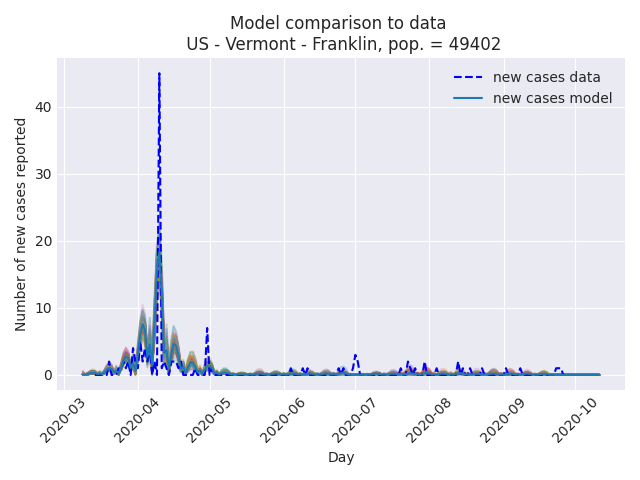 Model comparison to data
US - Vermont - Franklin, pop. = 49402
new cases data
new cases model
Number of new cases reported
40
30
20
10
0
2020-03
2020-04
2020-05
2020-06
2020-07
2020-08
2020-09
2020-10
Day